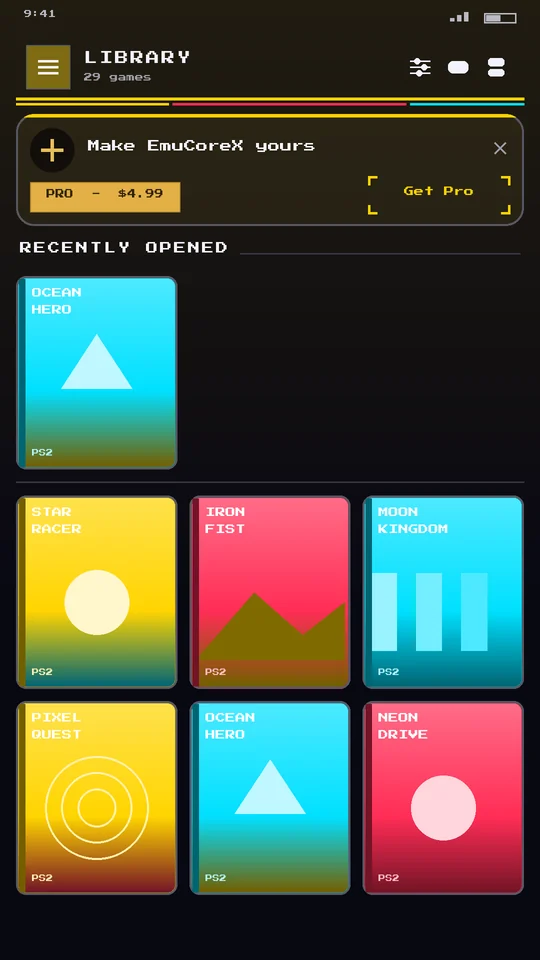 9:41
LIBRARY
29 games
Make EmuCoreX yours
PRO – $4.99
Get Pro
RECENTLY OPENED
OCEAN
HERO
PS2
STAR
RACER
PS2
IRON
FIST
PS2
MOON
KINGDOM
PS2
PIXEL
QUEST
PS2
OCEAN
HERO
PS2
NEON
DRIVE
PS2